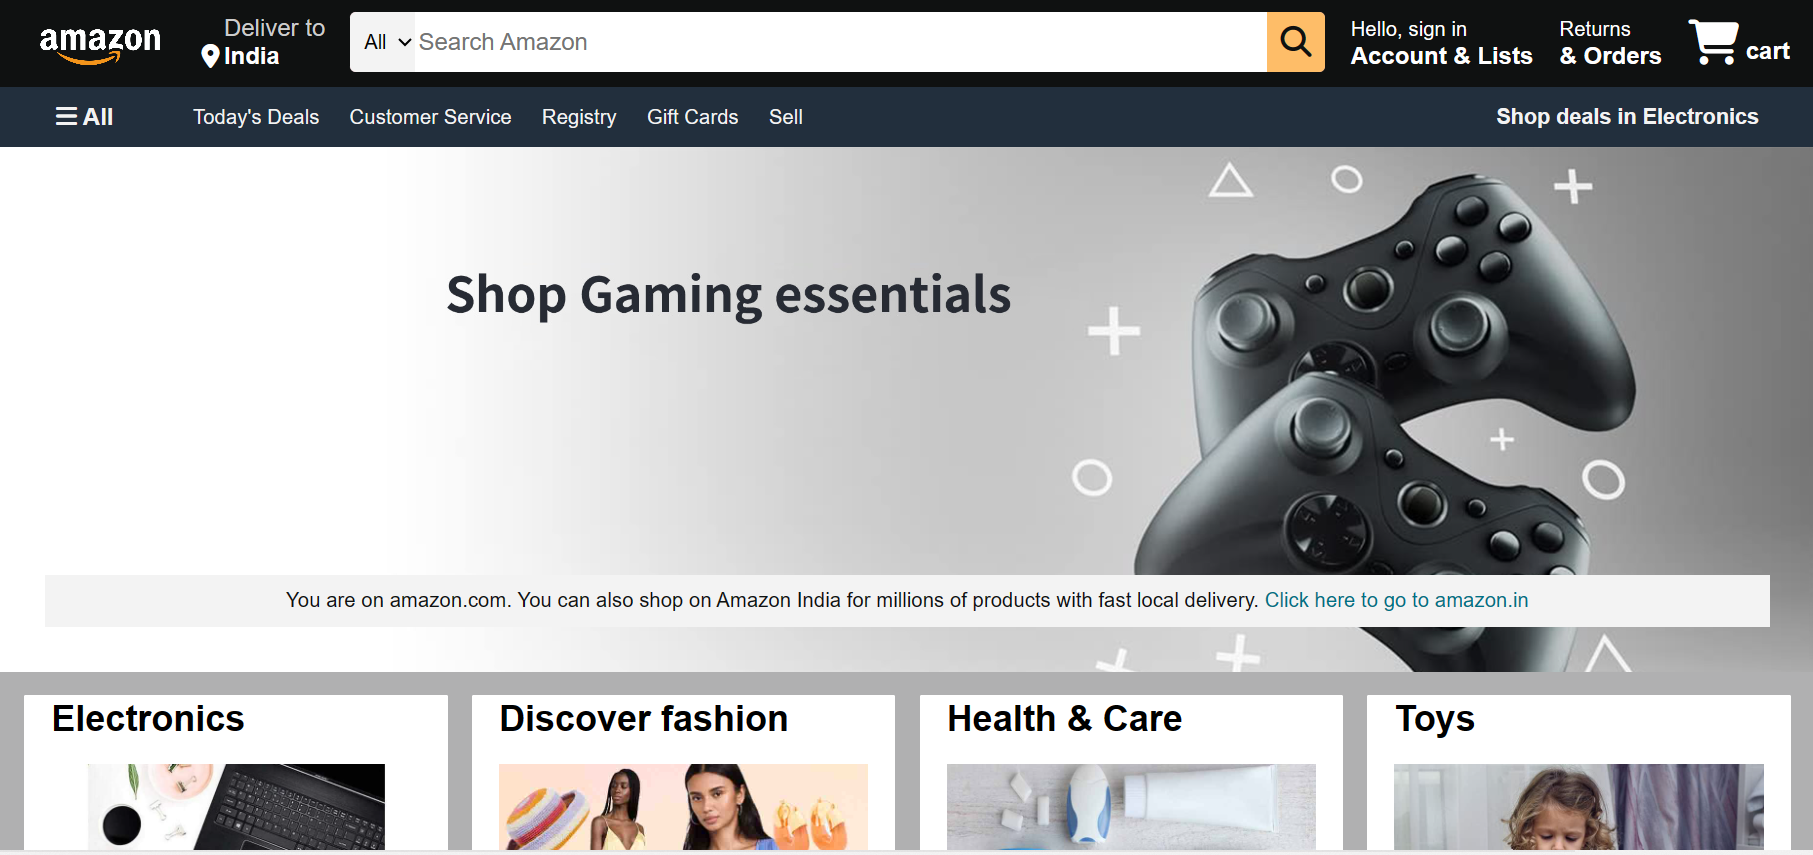 amazon
Deliver to
India
All
Search Amazon
Hello, sign in
Account & Lists
Returns
& Orders
cart
All
Today's Deals
Customer Service
Registry
Gift Cards
Sell
Shop deals in Electronics
Shop Gaming essentials
You are on amazon.com. You can also shop on Amazon India for millions of products with fast local delivery. Click here to go to amazon.in
Electronics
Discover fashion
Health & Care
Toys